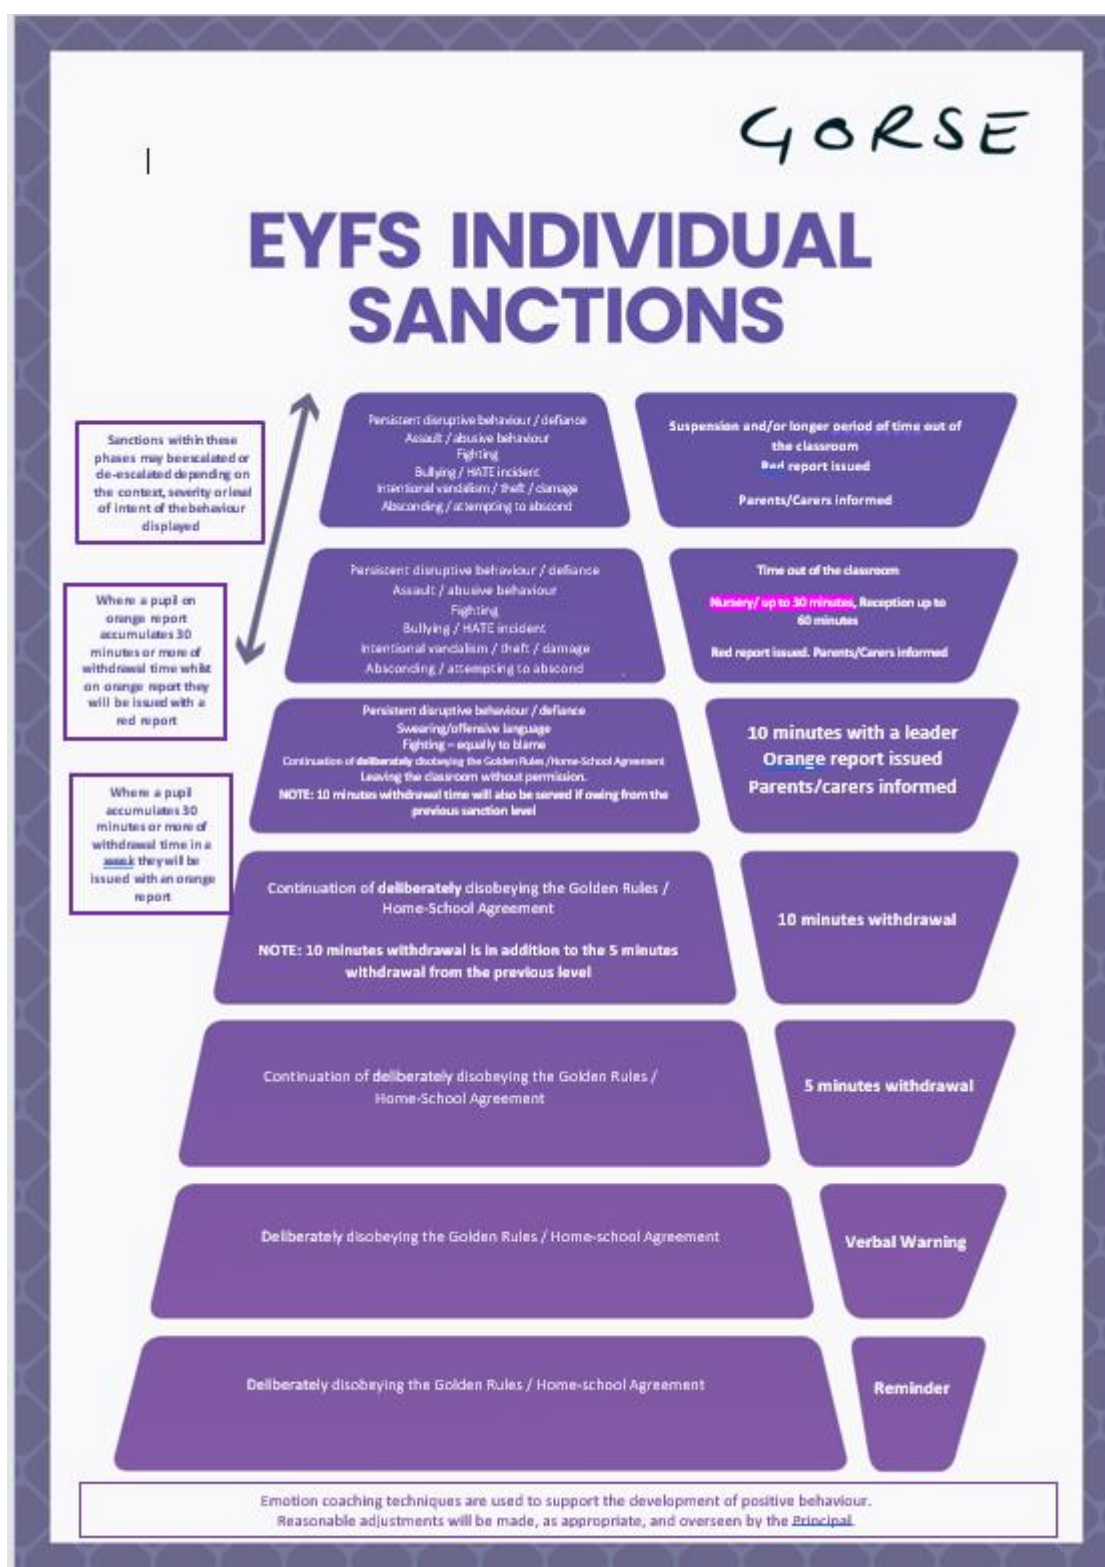 GORSE
EYFS INDIVIDUAL
SANCTIONS
Sanctions within these
phases may be escalated or
de-escalated depending on
the context, severity or level
of intent of the behaviour
displayed
Persistent disruptive behaviour / defiance
Assault / abusive behaviour
Fighting
Bullying / HATE incident
Intentional vandalism / theft / damage
Absconding / attempting to abscond
Suspension and/or longer period of time out of
the classroom
Red report issued
Parents/Carers informed
Where a pupil on
orange report
accumulates 30
minutes or more of
withdrawal time whilst
on orange report they
will be issued with a
red report
Persistent disruptive behaviour / defiance
Assault / abusive behaviour
Fighting
Bullying / HATE incident
Intentional vandalism / theft / damage
Absconding / attempting to abscond
Time out of the classroom
Nursery/ up to 30 minutes, Reception up to
60 minutes
Red report issued. Parents/Carers informed
Where a pupil
accumulates 30
minutes or more of
withdrawal time in a
week they will be
issued with an orange
report
Persistent disruptive behaviour / defiance
Swearing/offensive language
Fighting – equally to blame
Continuation of deliberately disobeying the Golden Rules /Home-School Agreement
Leaving the classroom without permission.
NOTE: 10 minutes withdrawal time will also be served if owing from the
previous sanction level
10 minutes with a leader
Orange report issued
Parents/carers informed
Continuation of deliberately disobeying the Golden Rules /
Home-School Agreement
NOTE: 10 minutes withdrawal is in addition to the 5 minutes
withdrawal from the previous level
10 minutes withdrawal
Continuation of deliberately disobeying the Golden Rules /
Home-School Agreement
5 minutes withdrawal
Deliberately disobeying the Golden Rules / Home-school Agreement
Verbal Warning
Deliberately disobeying the Golden Rules / Home-school Agreement
Reminder
Emotion coaching techniques are used to support the development of positive behaviour.
Reasonable adjustments will be made, as appropriate, and overseen by the Principal